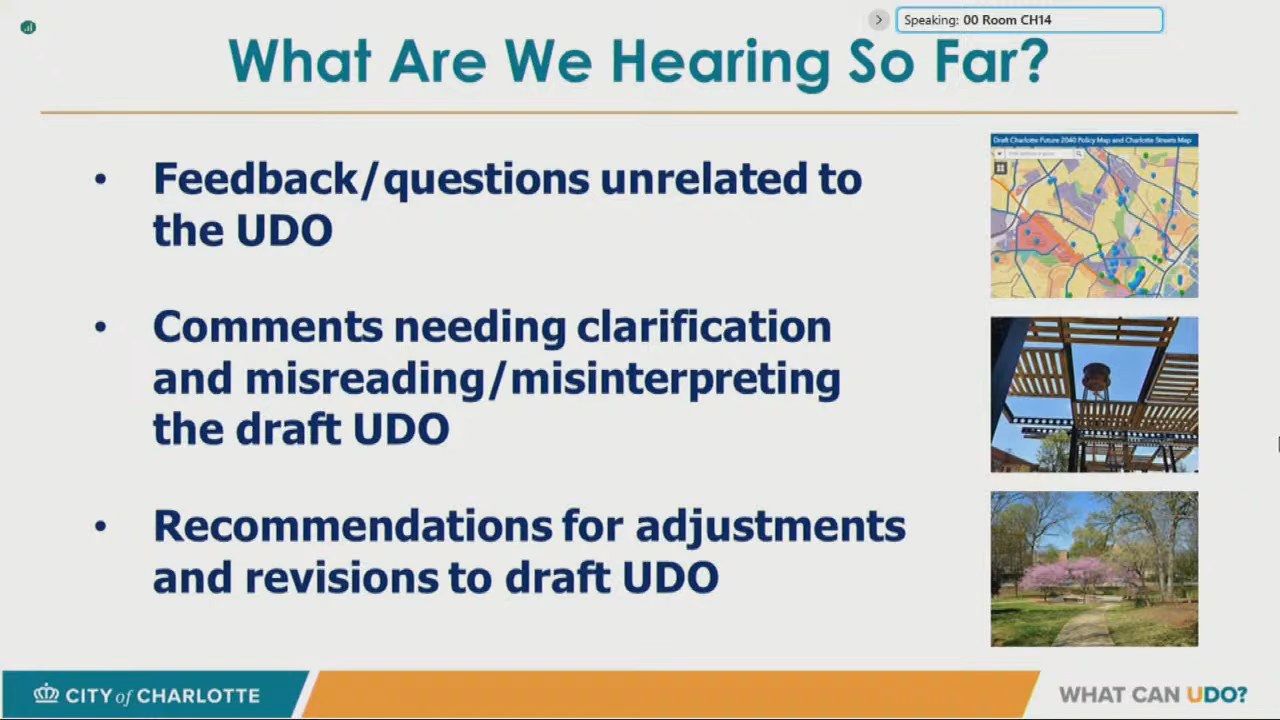 Speaking: 00 Room CH14
What Are We Hearing So Far?
• Feedback/questions unrelated to
the UDO
• Comments needing clarification
and misreading/misinterpreting
the draft UDO
• Recommendations for adjustments
and revisions to draft UDO
Draft Charlotte Future 2040 Policy Map and Charlotte Streets Map
CITY of CHARLOTTE
WHAT CAN UDO?